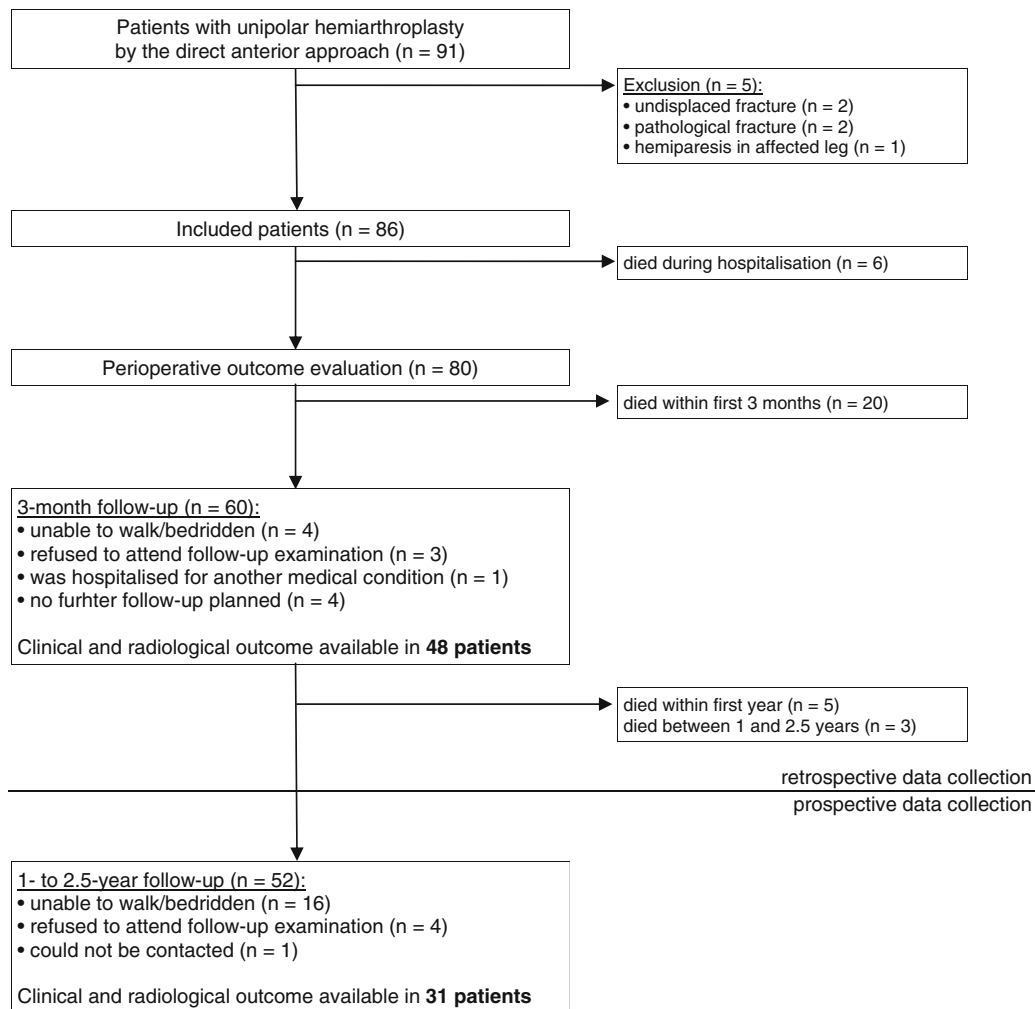 Patients with unipolar hemiarthroplasty
by the direct anterior approach (n = 91)
Exclusion (n = 5):
• undisplaced fracture (n = 2)
• pathological fracture (n = 2)
• hemiparesis in affected leg (n = 1)
Included patients (n = 86)
died during hospitalisation (n = 6)
Perioperative outcome evaluation (n = 80)
died within first 3 months (n = 20)
3-month follow-up (n = 60):
• unable to walk/bedridden (n = 4)
• refused to attend follow-up examination (n = 3)
• was hospitalised for another medical condition (n = 1)
• no furhter follow-up planned (n = 4)
Clinical and radiological outcome available in 48 patients
died within first year (n = 5)
died between 1 and 2.5 years (n = 3)
retrospective data collection
prospective data collection
1- to 2.5-year follow-up (n = 52):
• unable to walk/bedridden (n = 16)
• refused to attend follow-up examination (n = 4)
• could not be contacted (n = 1)
Clinical and radiological outcome available in 31 patients